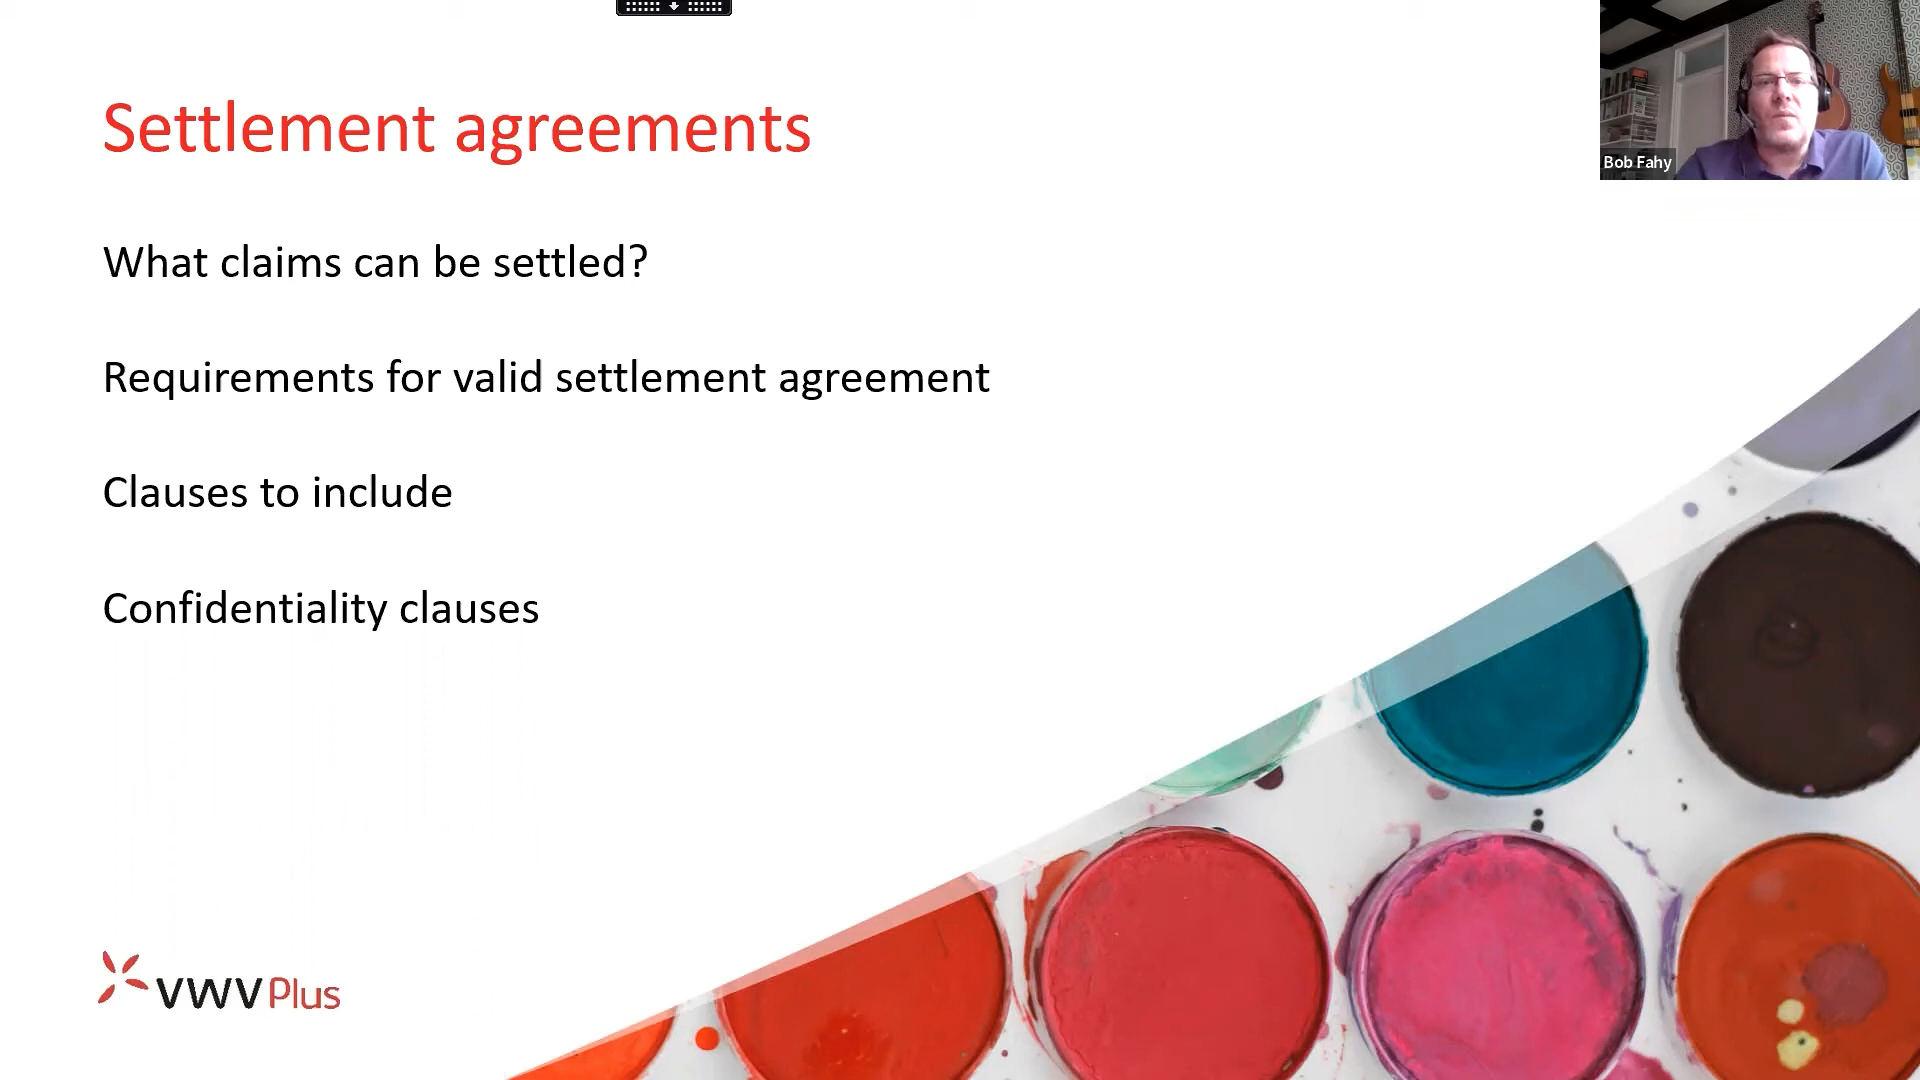 Settlement agreements
Bob Fahy
What claims can be settled?
Requirements for valid settlement agreement
Clauses to include
Confidentiality clauses
VWV Plus